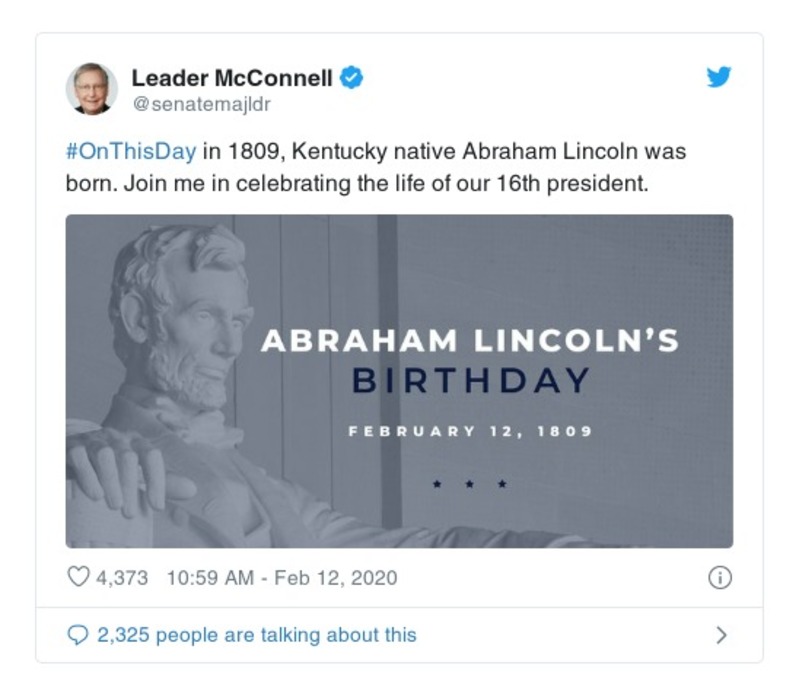 Leader McConnell
@senatemajldr
#OnThisDay in 1809, Kentucky native Abraham Lincoln was
born. Join me in celebrating the life of our 16th president.
ABRAHAM LINCOLN’S
BIRTHDAY
FEBRUARY 12, 1809
4,373 10:59 AM - Feb 12, 2020
2,325 people are talking about this